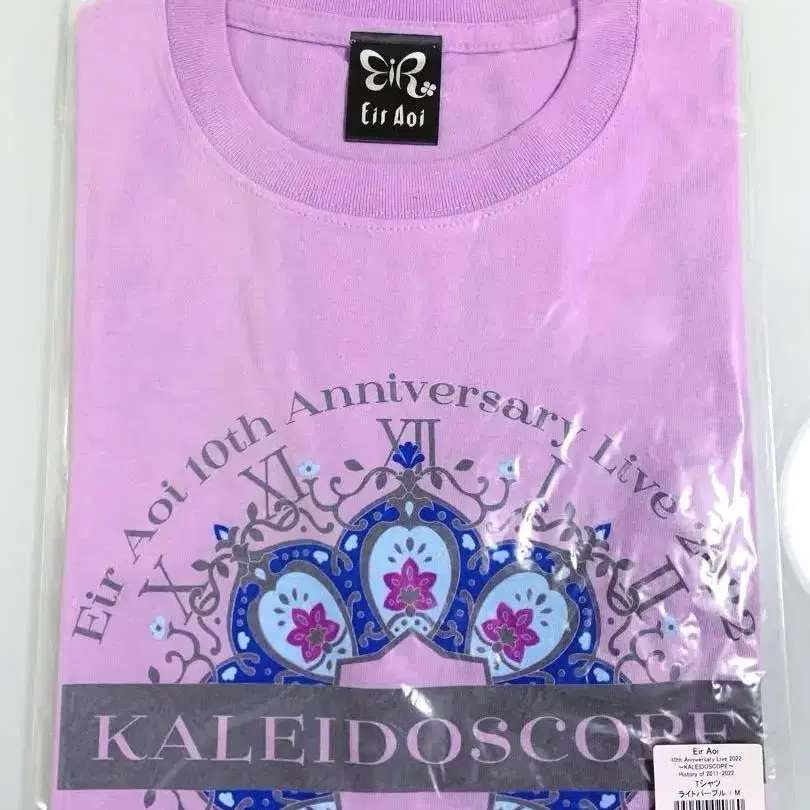 EiR
Eir Aoi
Eir Aoi 10th Anniversary Live 2022
X XI XII I II
KALEIDOSCOPE
Eir Aoi
10th Anniversary Live 2022
～KALEIDOSCOPE～
History of 2011-2022
Tシャツ
ライトパープル / M